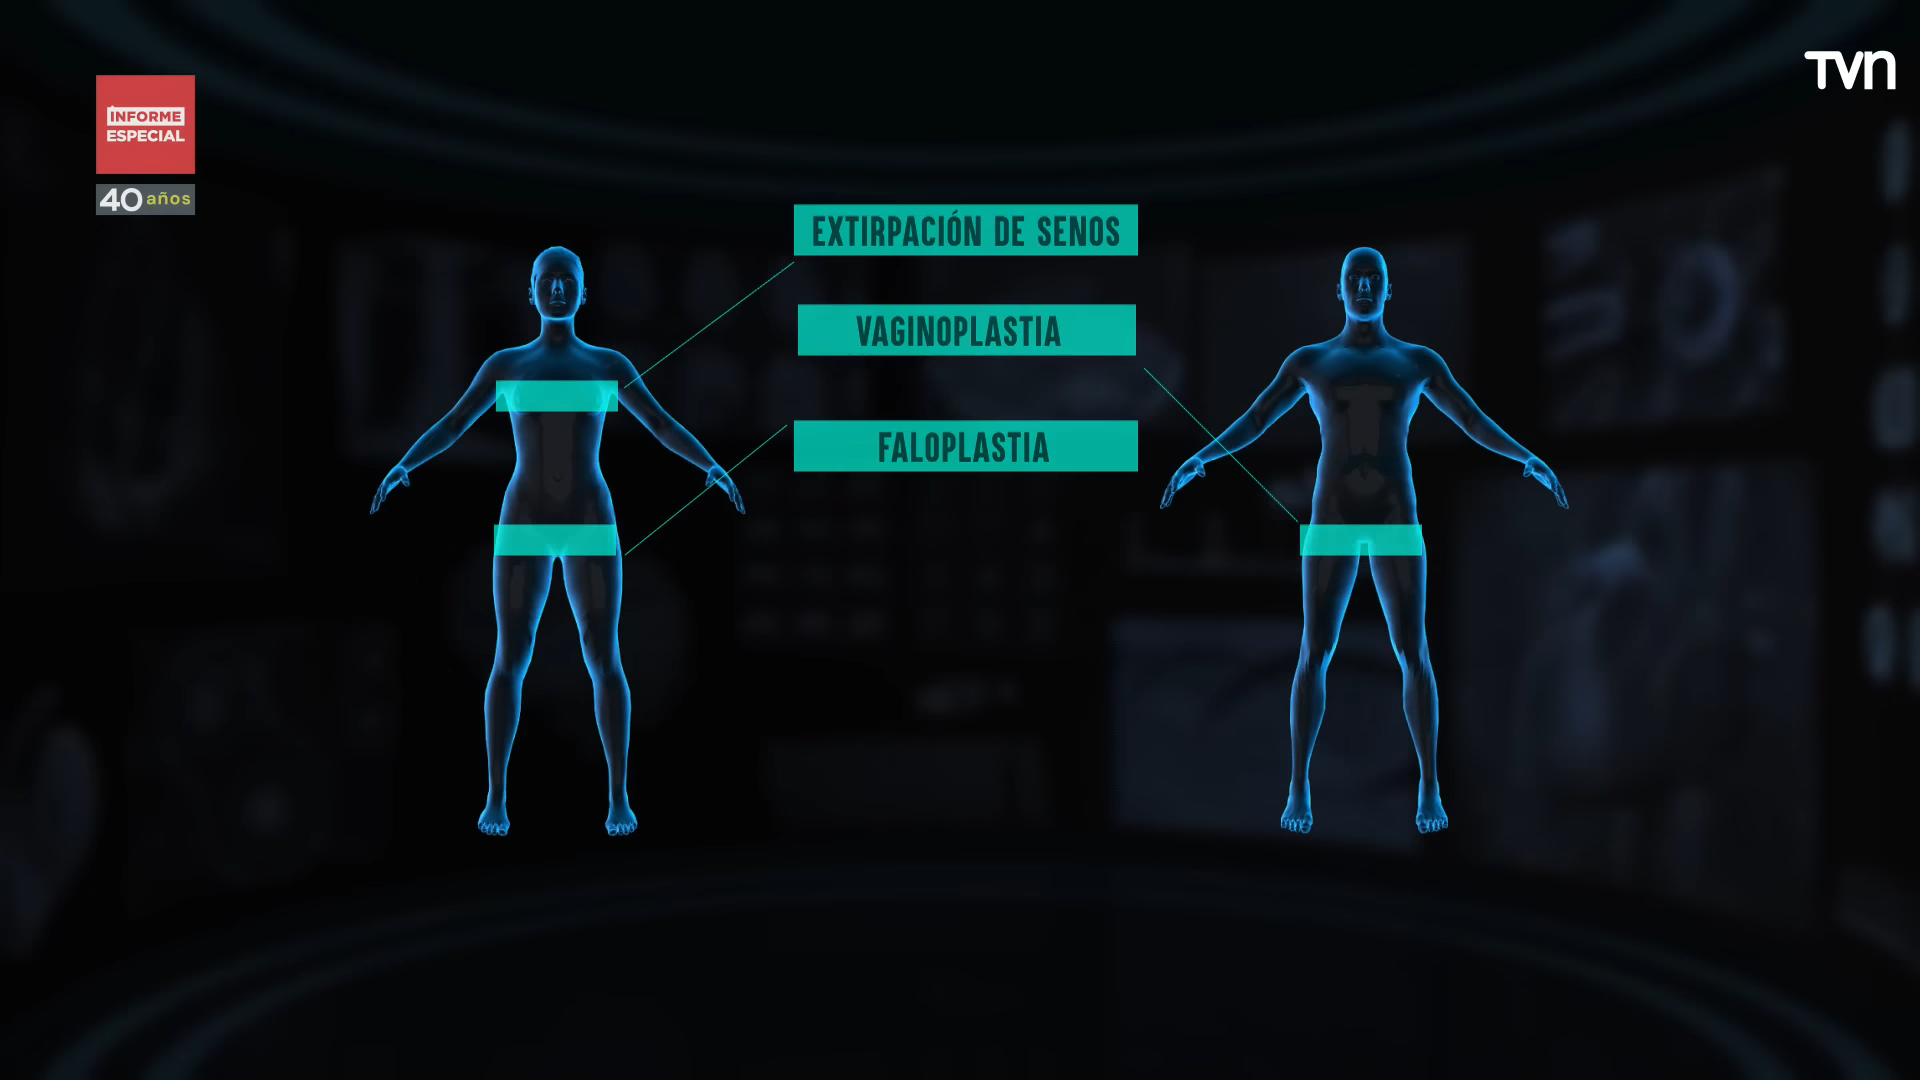 INFORME
ESPECIAL
40 años
TVN
EXTIRPACIÓN DE SENOS
VAGINOPLASTIA
FALOPLASTIA